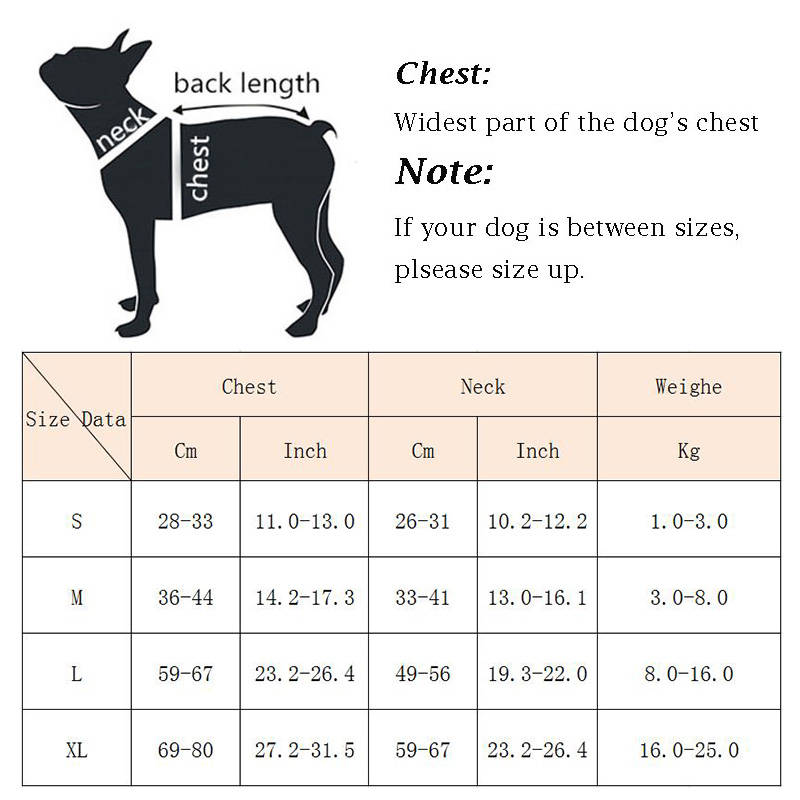 back length
neck
chest
Chest:
Widest part of the dog's chest
Note:
If your dog is between sizes,
plsease size up.
Size Data Chest Neck Weighe
Cm Inch Cm Inch Kg
S 28-33 11.0-13.0 26-31 10.2-12.2 1.0-3.0
M 36-44 14.2-17.3 33-41 13.0-16.1 3.0-8.0
L 59-67 23.2-26.4 49-56 19.3-22.0 8.0-16.0
XL 69-80 27.2-31.5 59-67 23.2-26.4 16.0-25.0